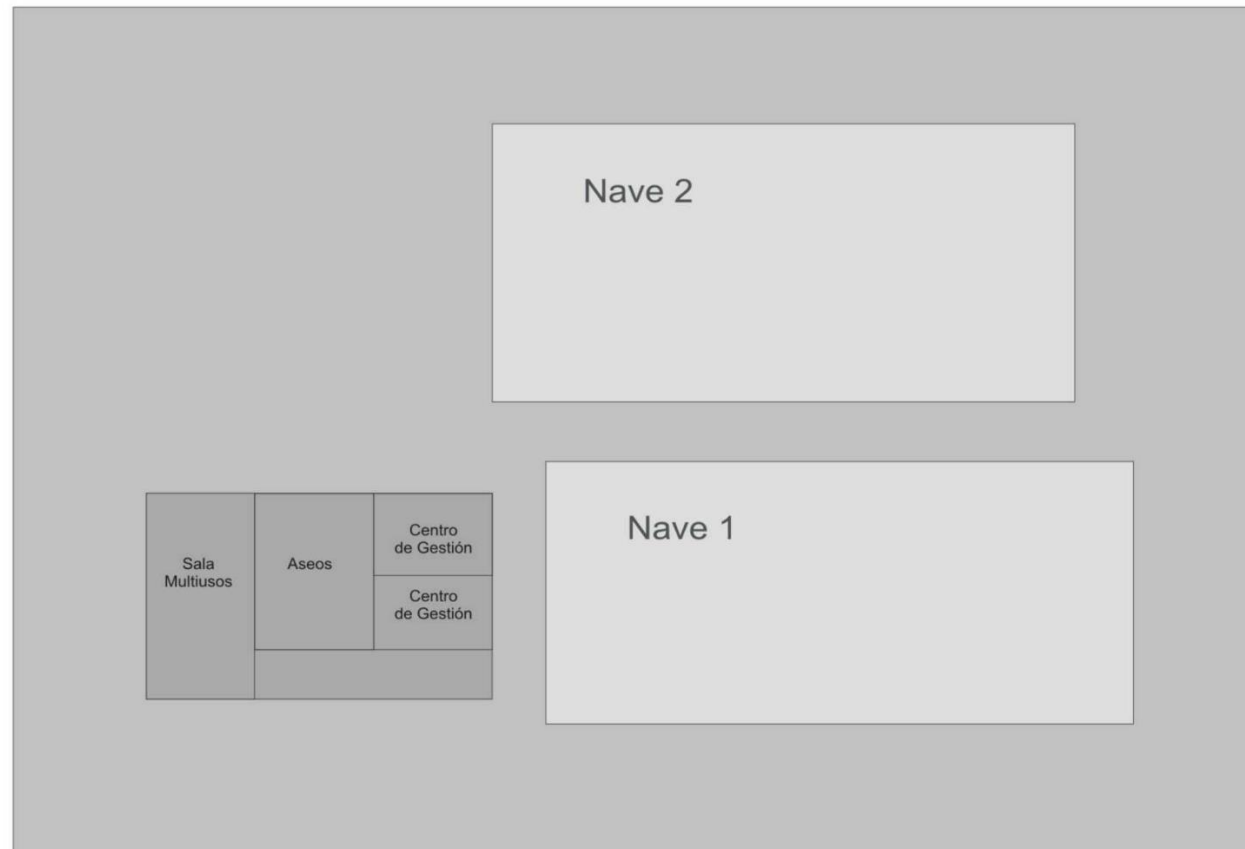 Nave 2
Nave 1
Sala
Multiusos
Aseos
Centro
de Gestión
Centro
de Gestión